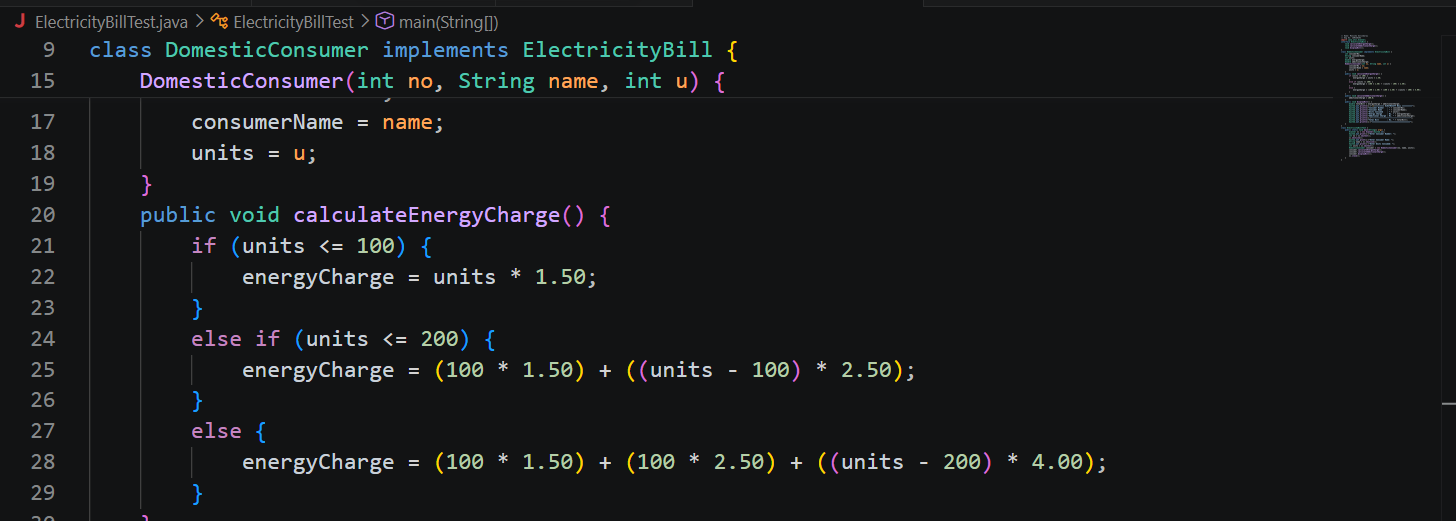 J ElectricityBillTest.java > ElectricityBillTest > main(String[])
9 class DomesticConsumer implements ElectricityBill {
15 DomesticConsumer(int no, String name, int u) {
17 consumerName = name;
18 units = u;
19 }
20 public void calculateEnergyCharge() {
21 if (units <= 100) {
22 energyCharge = units * 1.50;
23 }
24 else if (units <= 200) {
25 energyCharge = (100 * 1.50) + ((units - 100) * 2.50);
26 }
27 else {
28 energyCharge = (100 * 1.50) + (100 * 2.50) + ((units - 200) * 4.00);
29 }
30 }